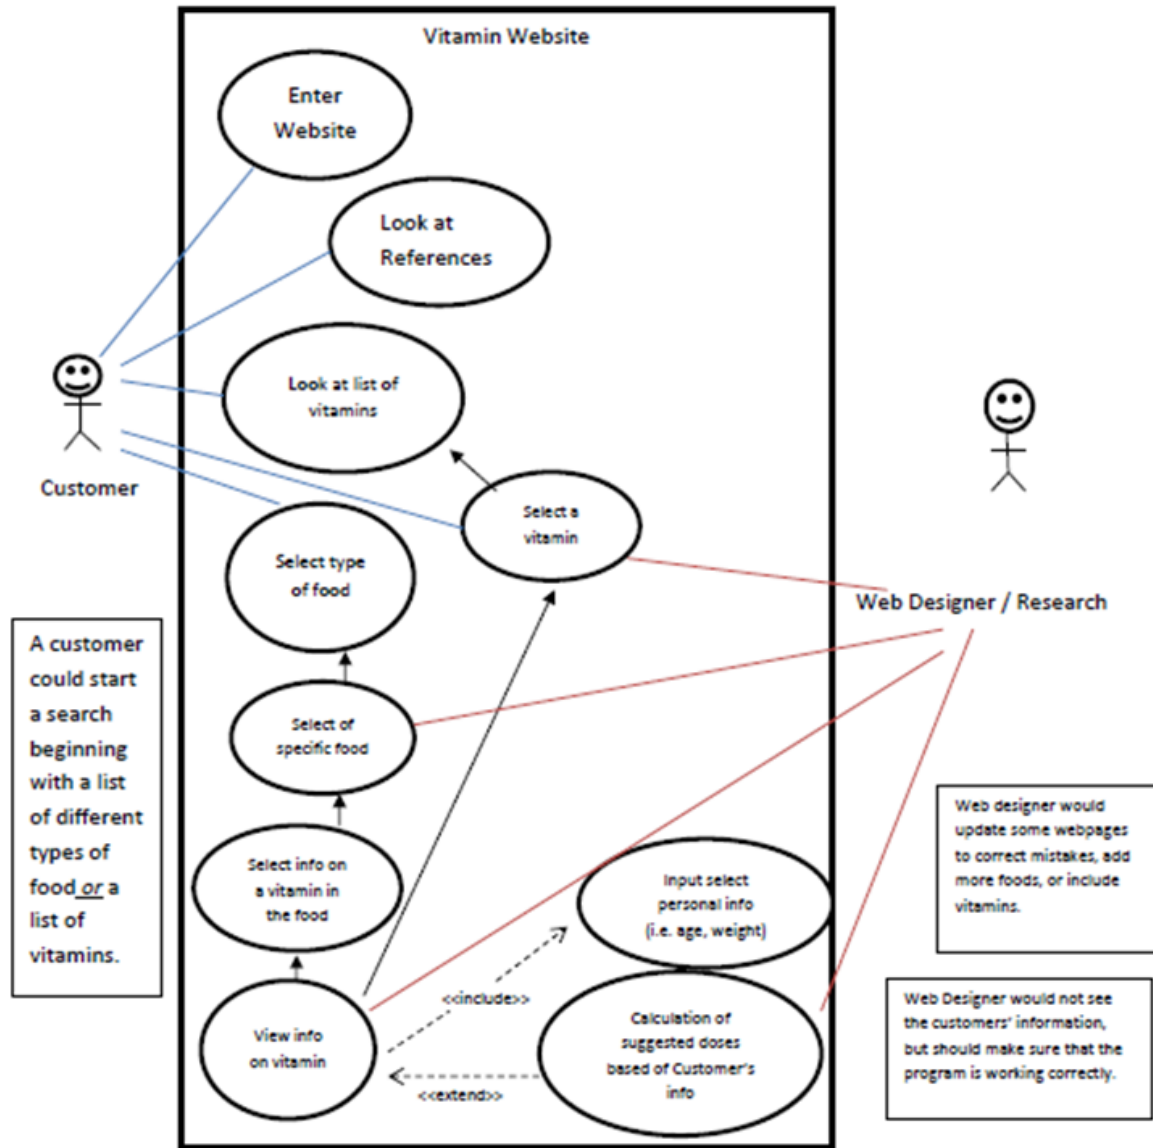 Vitamin Website
Enter
Website
Look at
References
Look at list of
vitamins
Customer
Select a
vitamin
Select type
of food
Web Designer / Research
A customer
could start
a search
beginning
with a list
of different
types of
food or a
list of
vitamins.
Select of
specific food
Select info on
a vitamin in
the food
Input select
personal info
(i.e. age, weight)
Web designer would
update some webpages
to correct mistakes, add
more foods, or include
vitamins.
<<include>>
View info
on vitamin
Calculation of
suggested doses
based of Customer's
info
<<extend>>
Web Designer would not see
the customers' information,
but should make sure that the
program is working correctly.